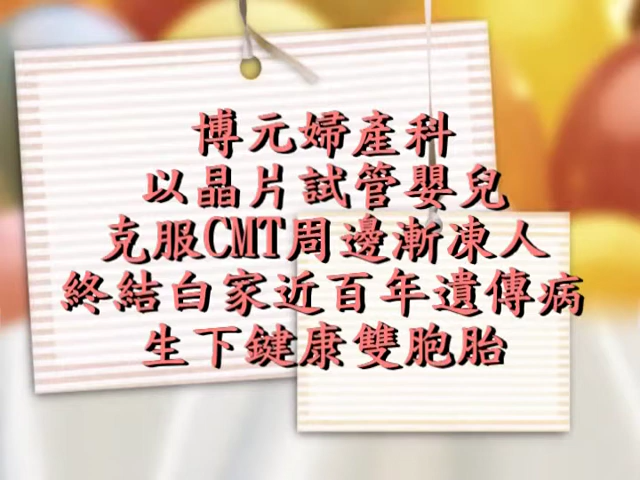 博元婦產科
以晶片試管嬰兒
克服CMT周邊漸凍人
終結白家近百年遺傳病
生下鍵康雙胞胎